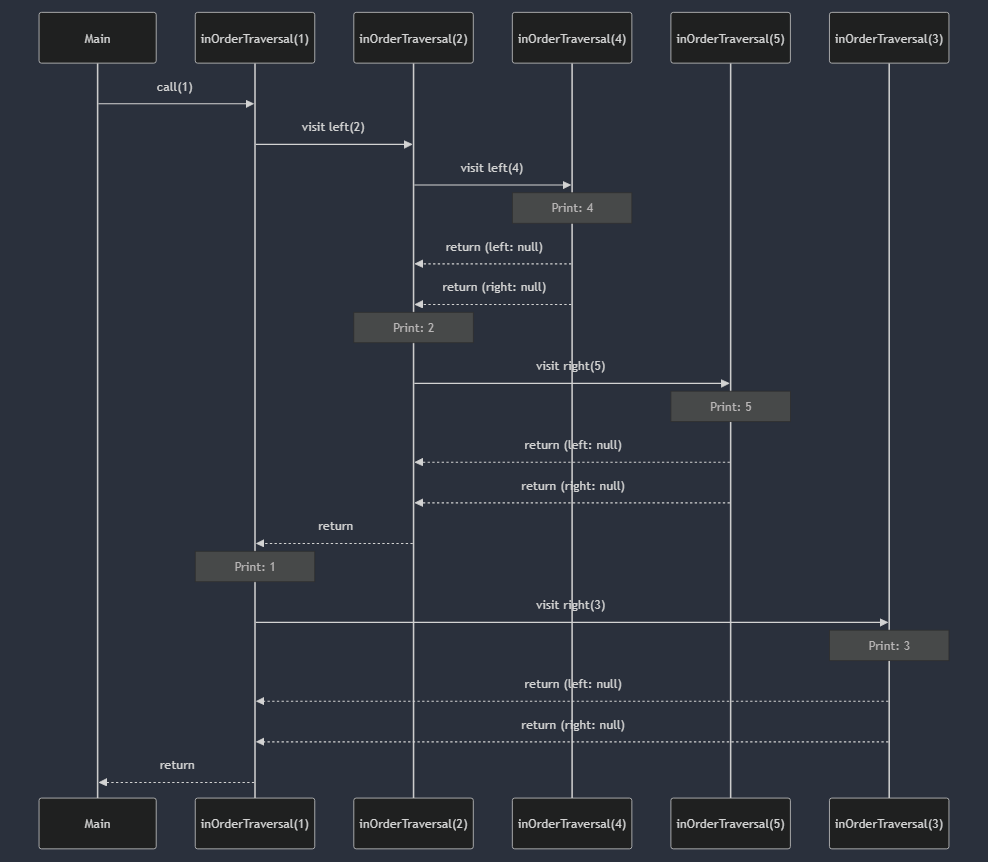 Main
inOrderTraversal(1)
inOrderTraversal(2)
inOrderTraversal(4)
inOrderTraversal(5)
inOrderTraversal(3)
call(1)
visit left(2)
visit left(4)
Print: 4
return (left: null)
return (right: null)
Print: 2
visit right(5)
Print: 5
return (left: null)
return (right: null)
return
Print: 1
visit right(3)
Print: 3
return (left: null)
return (right: null)
return
Main
inOrderTraversal(1)
inOrderTraversal(2)
inOrderTraversal(4)
inOrderTraversal(5)
inOrderTraversal(3)